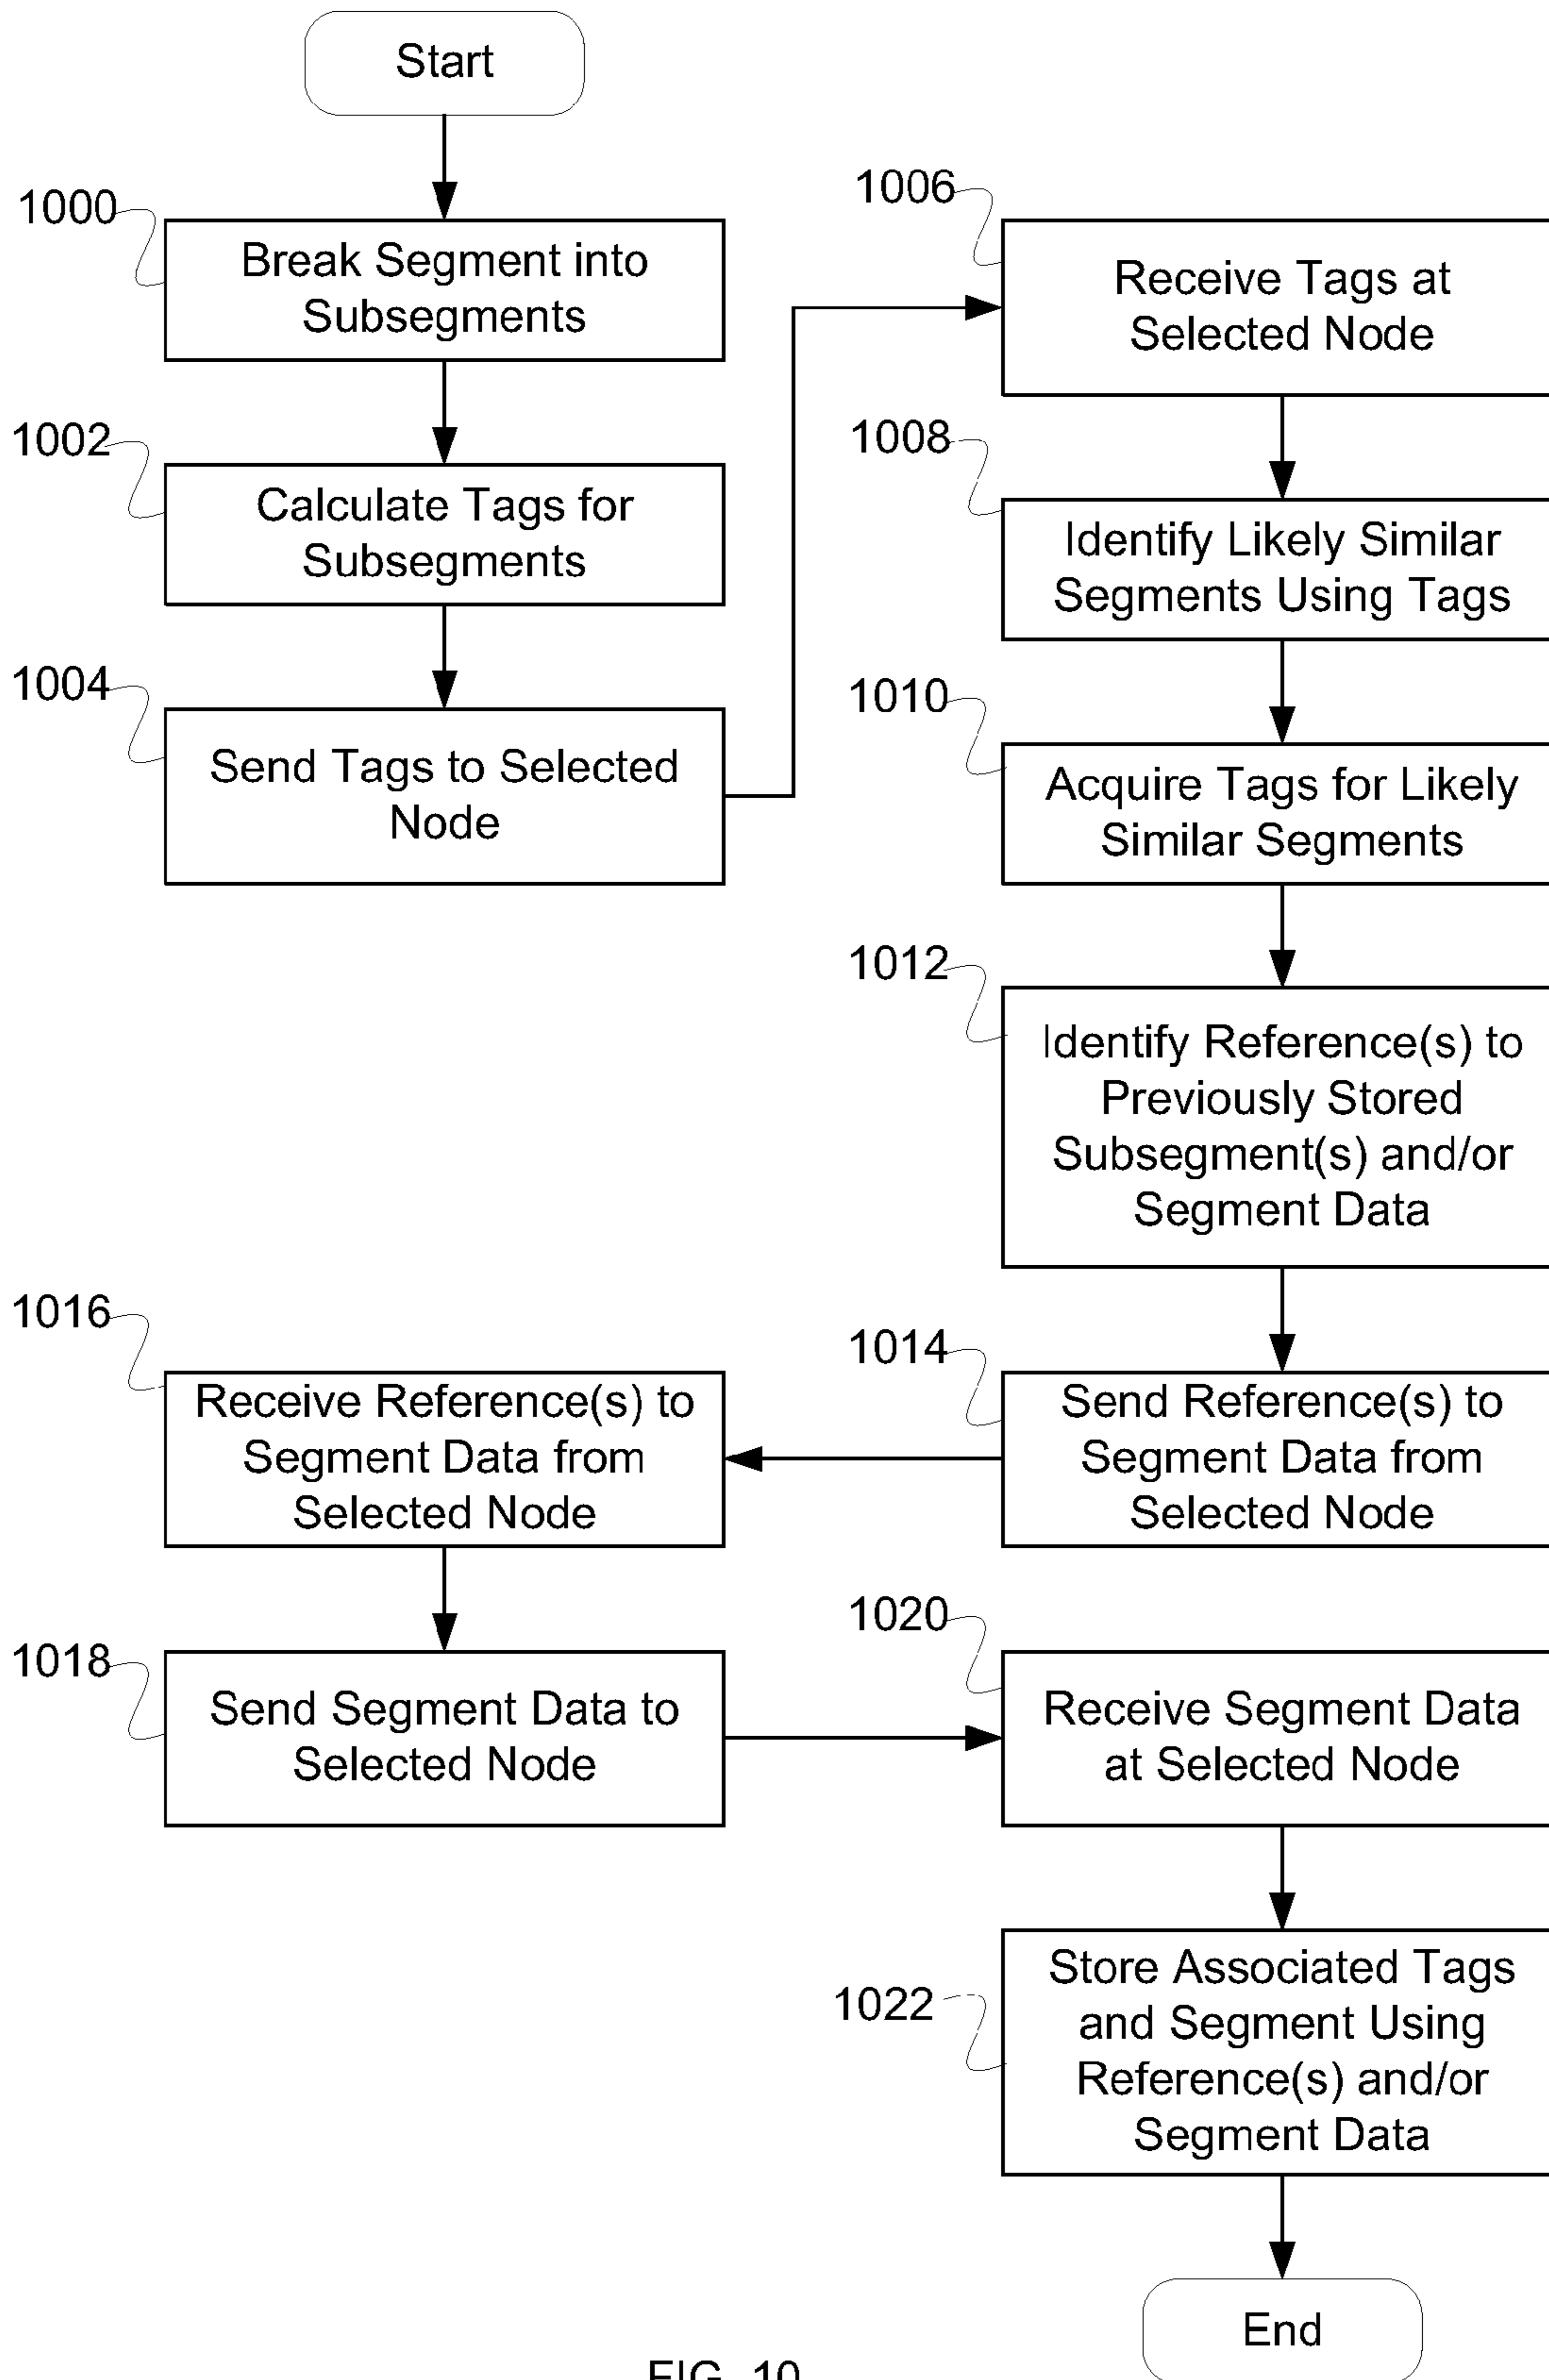 Start
1000
Break Segment into
Subsegments
1002
Calculate Tags for
Subsegments
1004
Send Tags to Selected
Node
1006
Receive Tags at
Selected Node
1008
Identify Likely Similar
Segments Using Tags
1010
Acquire Tags for Likely
Similar Segments
1012
Identify Reference(s) to
Previously Stored
Subsegment(s) and/or
Segment Data
1014
Send Reference(s) to
Segment Data from
Selected Node
1016
Receive Reference(s) to
Segment Data from
Selected Node
1018
Send Segment Data to
Selected Node
1020
Receive Segment Data
at Selected Node
1022
Store Associated Tags
and Segment Using
Reference(s) and/or
Segment Data
End
FIG. 10